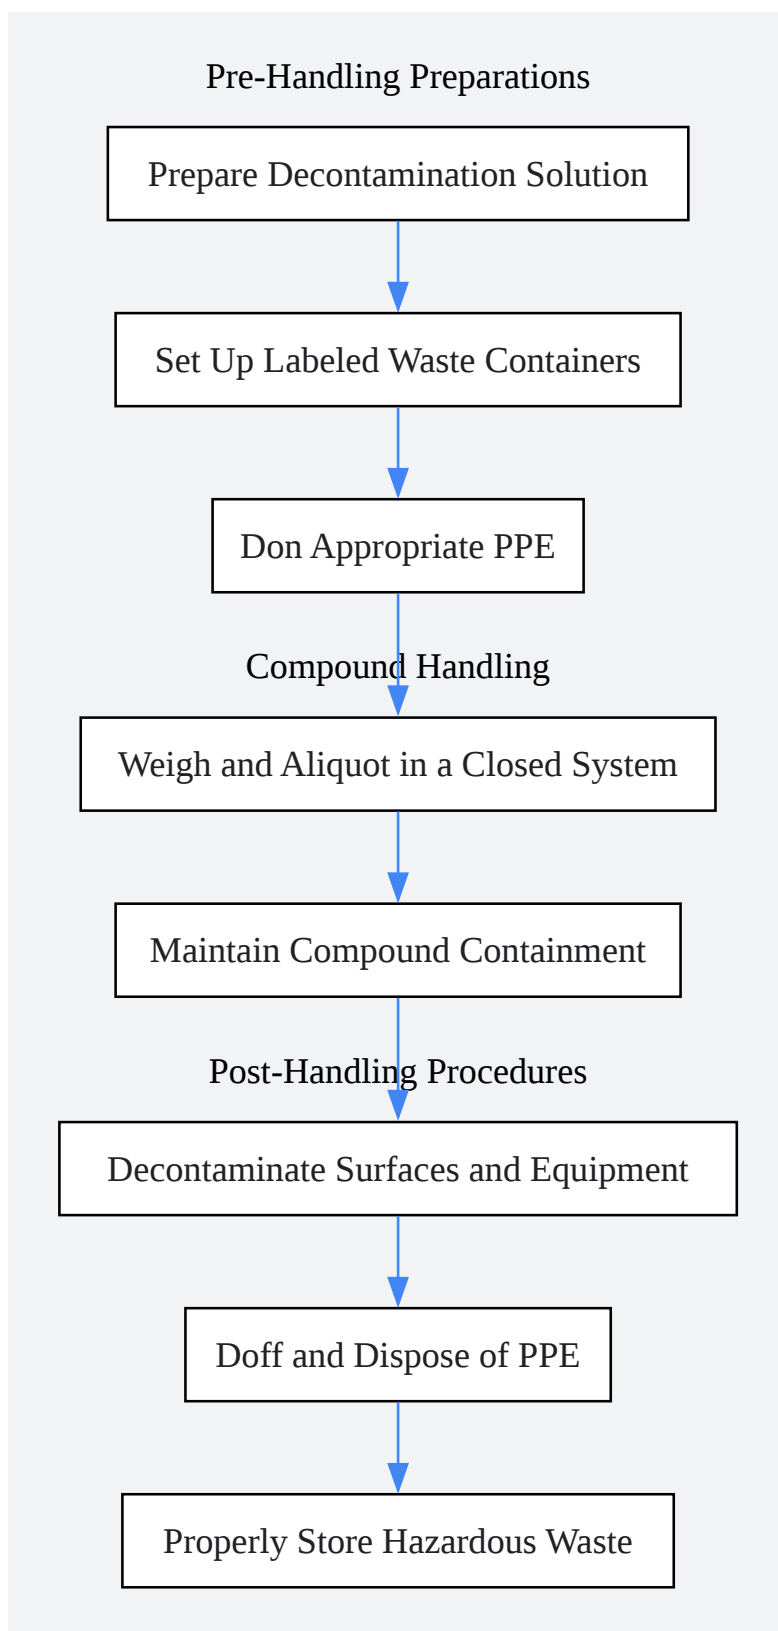 Pre-Handling Preparations
Prepare Decontamination Solution
Set Up Labeled Waste Containers
Don Appropriate PPE
Compound Handling
Weigh and Aliquot in a Closed System
Maintain Compound Containment
Post-Handling Procedures
Decontaminate Surfaces and Equipment
Doff and Dispose of PPE
Properly Store Hazardous Waste